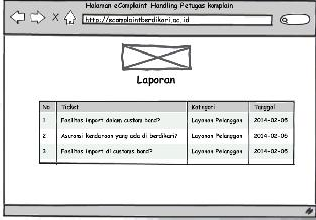 Halaman eComplaint Handling Petugas komplain
http://ecomplaintberdikari.ac.id
Laporan
No Ticket Kategori Tanggal
1 Fasilitas import dalam custom bond? Layanan Pelanggan 2014-02-06
2 Asuransi kendaraan yang ada di berdikari? Layanan Pelanggan 2014-02-06
3 Fasilitas import di customs bond? Layanan Pelanggan 2014-02-06